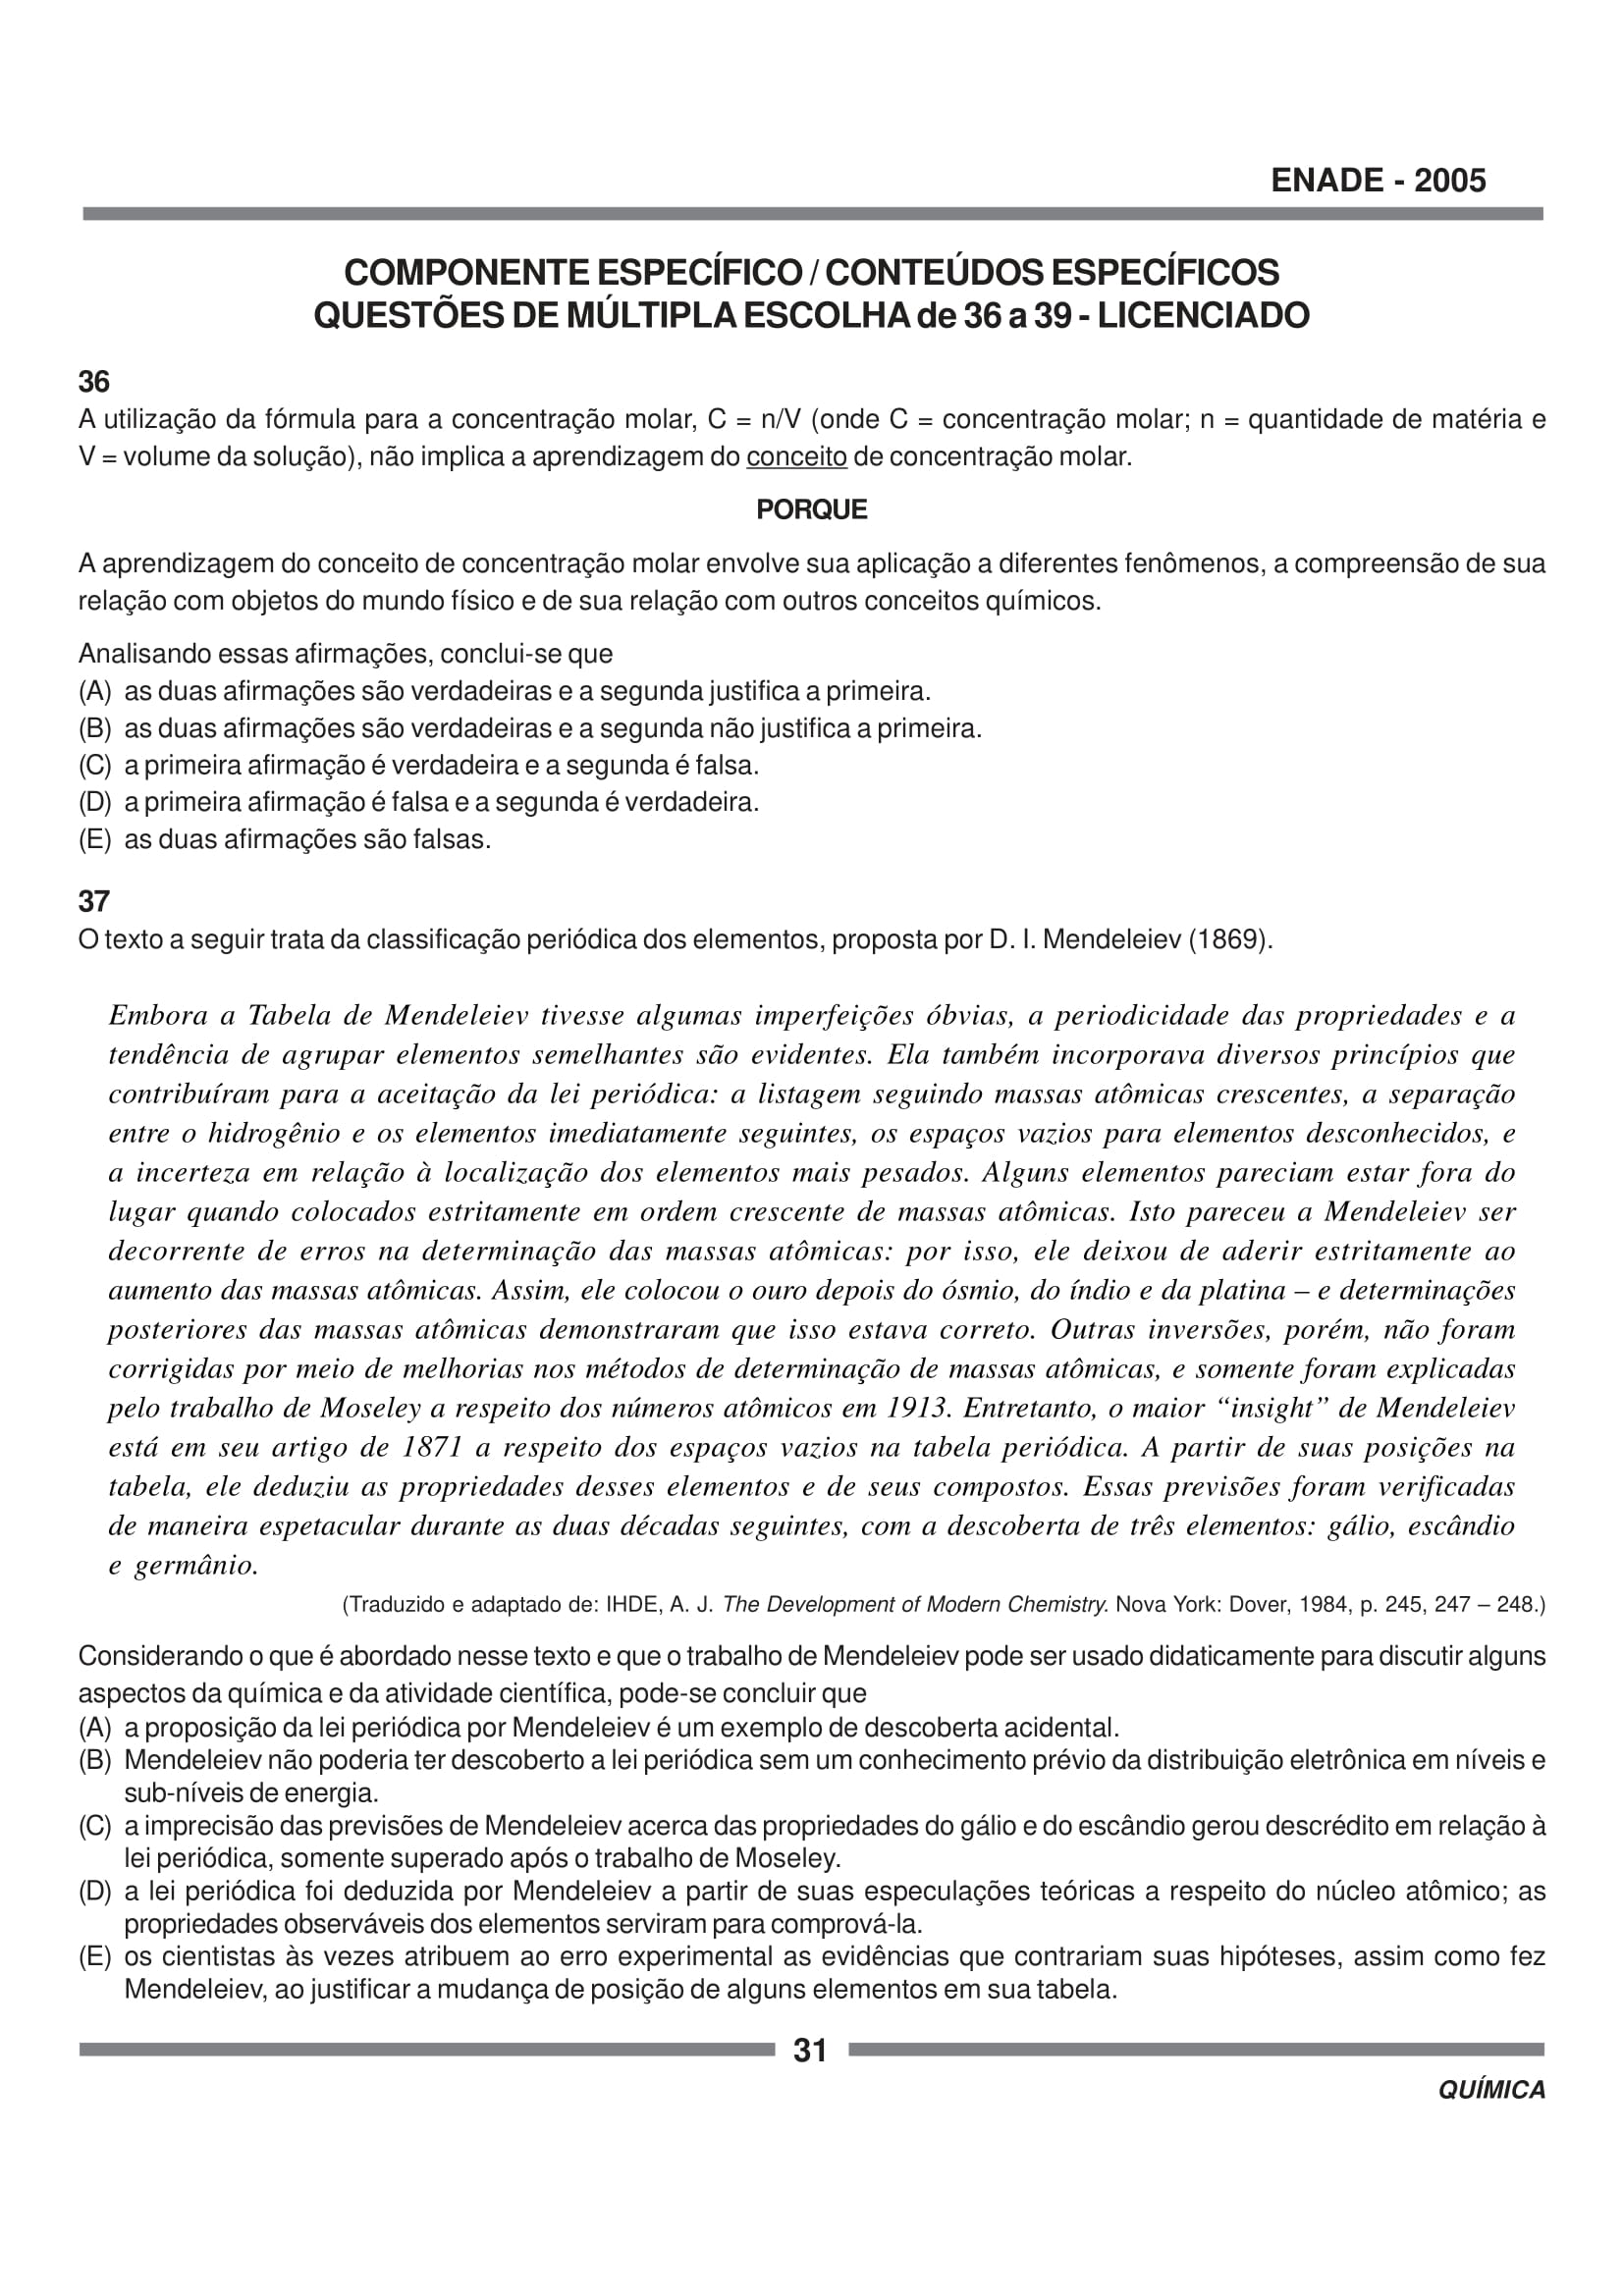 ENADE - 2005
COMPONENTE ESPECÍFICO / CONTEÚDOS ESPECÍFICOS
QUESTÕES DE MÚLTIPLA ESCOLHA de 36 a 39 - LICENCIADO
36
A utilização da fórmula para a concentração molar, C = n/V (onde C = concentração molar; n = quantidade de matéria e
V = volume da solução), não implica a aprendizagem do conceito de concentração molar.
PORQUE
A aprendizagem do conceito de concentração molar envolve sua aplicação a diferentes fenômenos, a compreensão de sua
relação com objetos do mundo físico e de sua relação com outros conceitos químicos.
Analisando essas afirmações, conclui-se que
(A) as duas afirmações são verdadeiras e a segunda justifica a primeira.
(B) as duas afirmações são verdadeiras e a segunda não justifica a primeira.
(C) a primeira afirmação é verdadeira e a segunda é falsa.
(D) a primeira afirmação é falsa e a segunda é verdadeira.
(E) as duas afirmações são falsas.
37
O texto a seguir trata da classificação periódica dos elementos, proposta por D. I. Mendeleiev (1869).
Embora a Tabela de Mendeleiev tivesse algumas imperfeições óbvias, a periodicidade das propriedades e a
tendência de agrupar elementos semelhantes são evidentes. Ela também incorporava diversos princípios que
contribuíram para a aceitação da lei periódica: a listagem seguindo massas atômicas crescentes, a separação
entre o hidrogênio e os elementos imediatamente seguintes, os espaços vazios para elementos desconhecidos, e
a incerteza em relação à localização dos elementos mais pesados. Alguns elementos pareciam estar fora do
lugar quando colocados estritamente em ordem crescente de massas atômicas. Isto pareceu a Mendeleiev ser
decorrente de erros na determinação das massas atômicas: por isso, ele deixou de aderir estritamente ao
aumento das massas atômicas. Assim, ele colocou o ouro depois do ósmio, do índio e da platina – e determinações
posteriores das massas atômicas demonstraram que isso estava correto. Outras inversões, porém, não foram
corrigidas por meio de melhorias nos métodos de determinação de massas atômicas, e somente foram explicadas
pelo trabalho de Moseley a respeito dos números atômicos em 1913. Entretanto, o maior “insight” de Mendeleiev
está em seu artigo de 1871 a respeito dos espaços vazios na tabela periódica. A partir de suas posições na
tabela, ele deduziu as propriedades desses elementos e de seus compostos. Essas previsões foram verificadas
de maneira espetacular durante as duas décadas seguintes, com a descoberta de três elementos: gálio, escândio
e germânio.
(Traduzido e adaptado de: IHDE, A. J. The Development of Modern Chemistry. Nova York: Dover, 1984, p. 245, 247 – 248.)
Considerando o que é abordado nesse texto e que o trabalho de Mendeleiev pode ser usado didaticamente para discutir alguns
aspectos da química e da atividade científica, pode-se concluir que
(A) a proposição da lei periódica por Mendeleiev é um exemplo de descoberta acidental.
(B) Mendeleiev não poderia ter descoberto a lei periódica sem um conhecimento prévio da distribuição eletrônica em níveis e
sub-níveis de energia.
(C) a imprecisão das previsões de Mendeleiev acerca das propriedades do gálio e do escândio gerou descrédito em relação à
lei periódica, somente superado após o trabalho de Moseley.
(D) a lei periódica foi deduzida por Mendeleiev a partir de suas especulações teóricas a respeito do núcleo atômico; as
propriedades observáveis dos elementos serviram para comprová-la.
(E) os cientistas às vezes atribuem ao erro experimental as evidências que contrariam suas hipóteses, assim como fez
Mendeleiev, ao justificar a mudança de posição de alguns elementos em sua tabela.
31
QUÍMICA